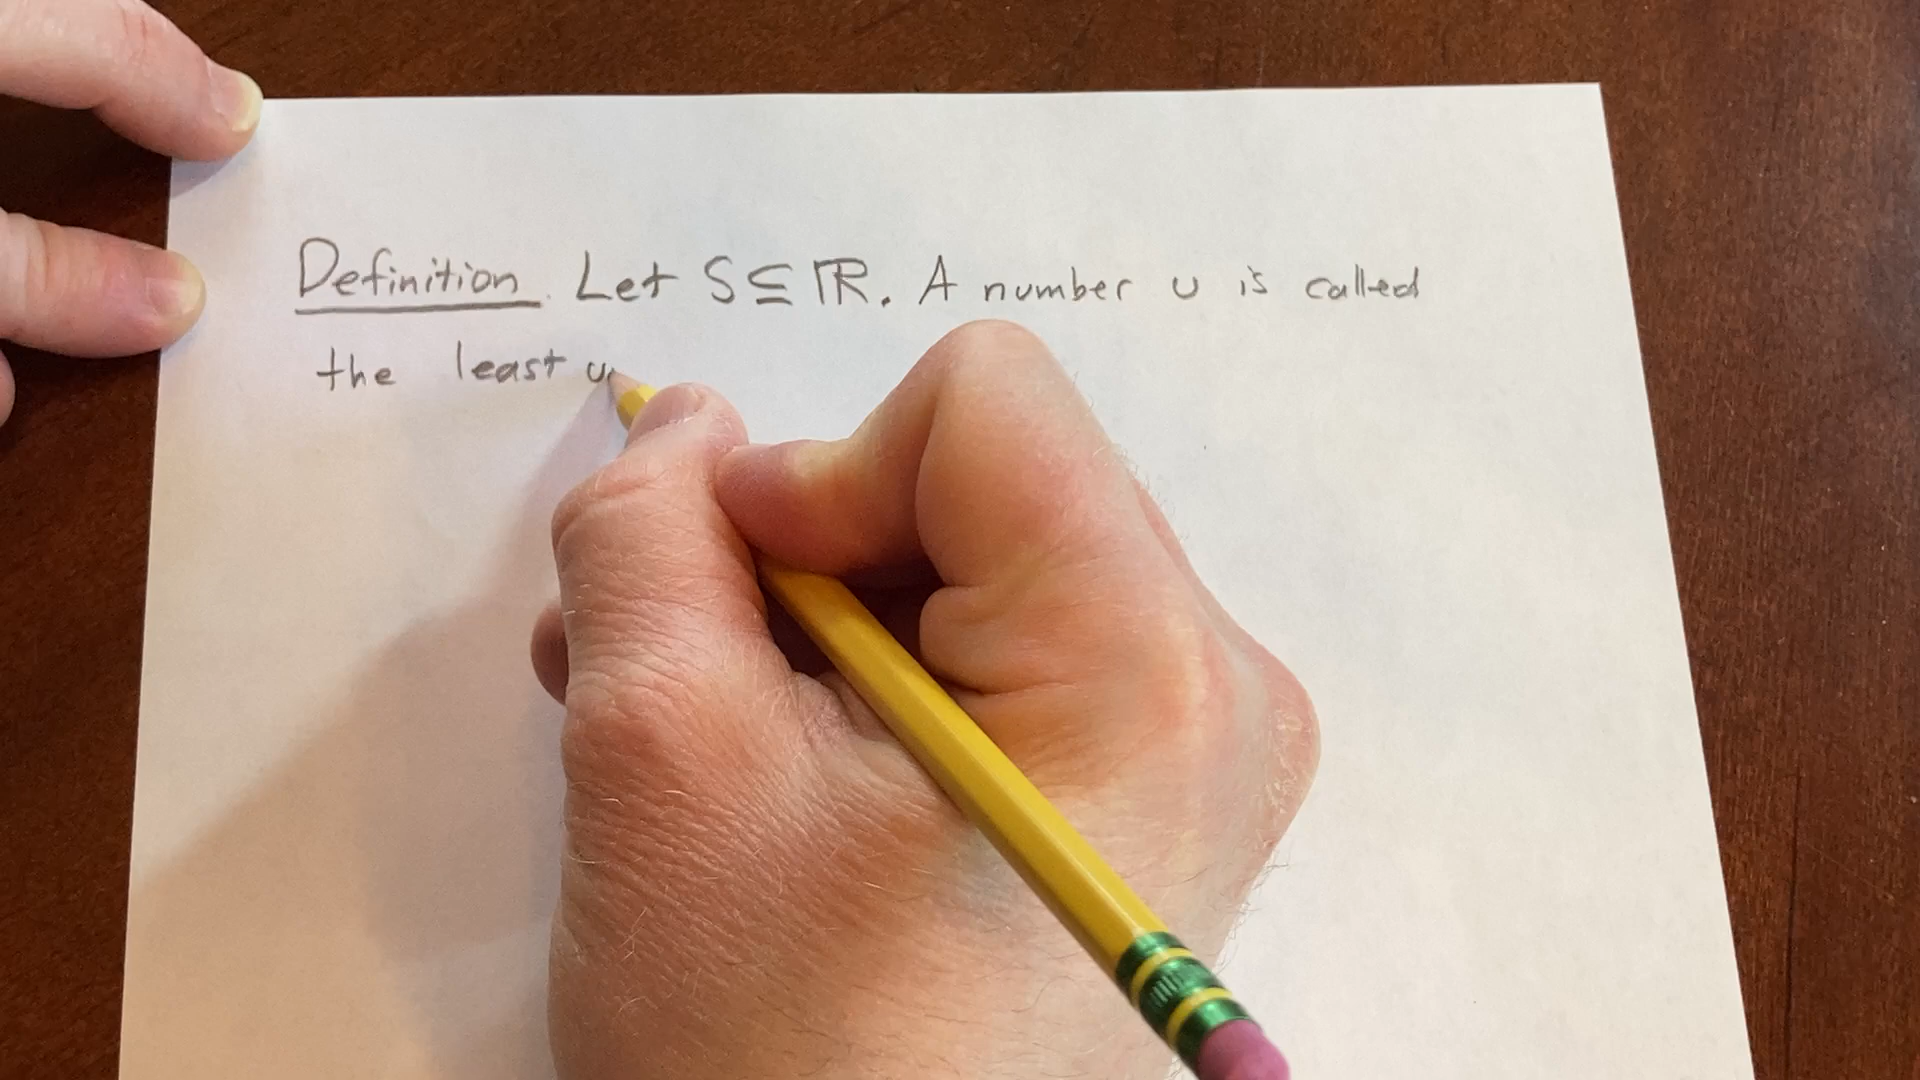 Definition. Let S ⊆ ℝ. A number u is called
the least u